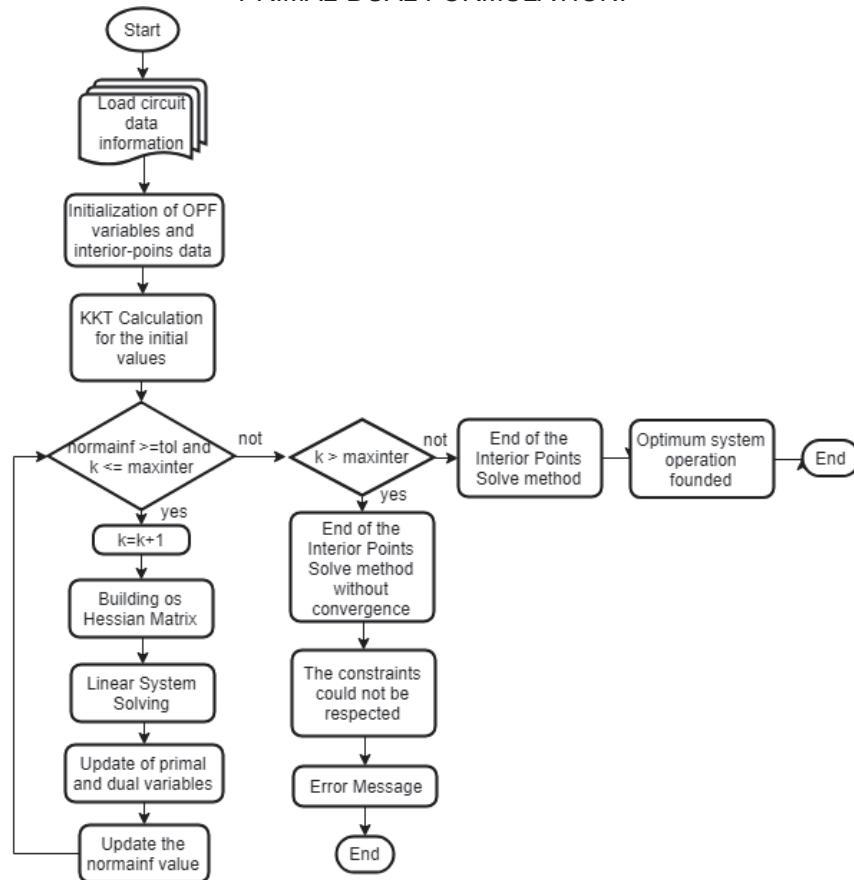 PRIMAL-DUAL FORMULATION.
Start
Load circuit
data
information
Initialization of OPF
variables and
interior-poins data
KKT Calculation
for the initial
values
normainf >=tol and
k <= maxinter
not
yes
k=k+1
Building os
Hessian Matrix
Linear System
Solving
Update of primal
and dual variables
Update the
normainf value
k > maxinter
not
yes
End of the
Interior Points
Solve method
Optimum system
operation
founded
End
End of the
Interior Points
Solve method
without
convergence
The constraints
could not be
respected
Error Message
End